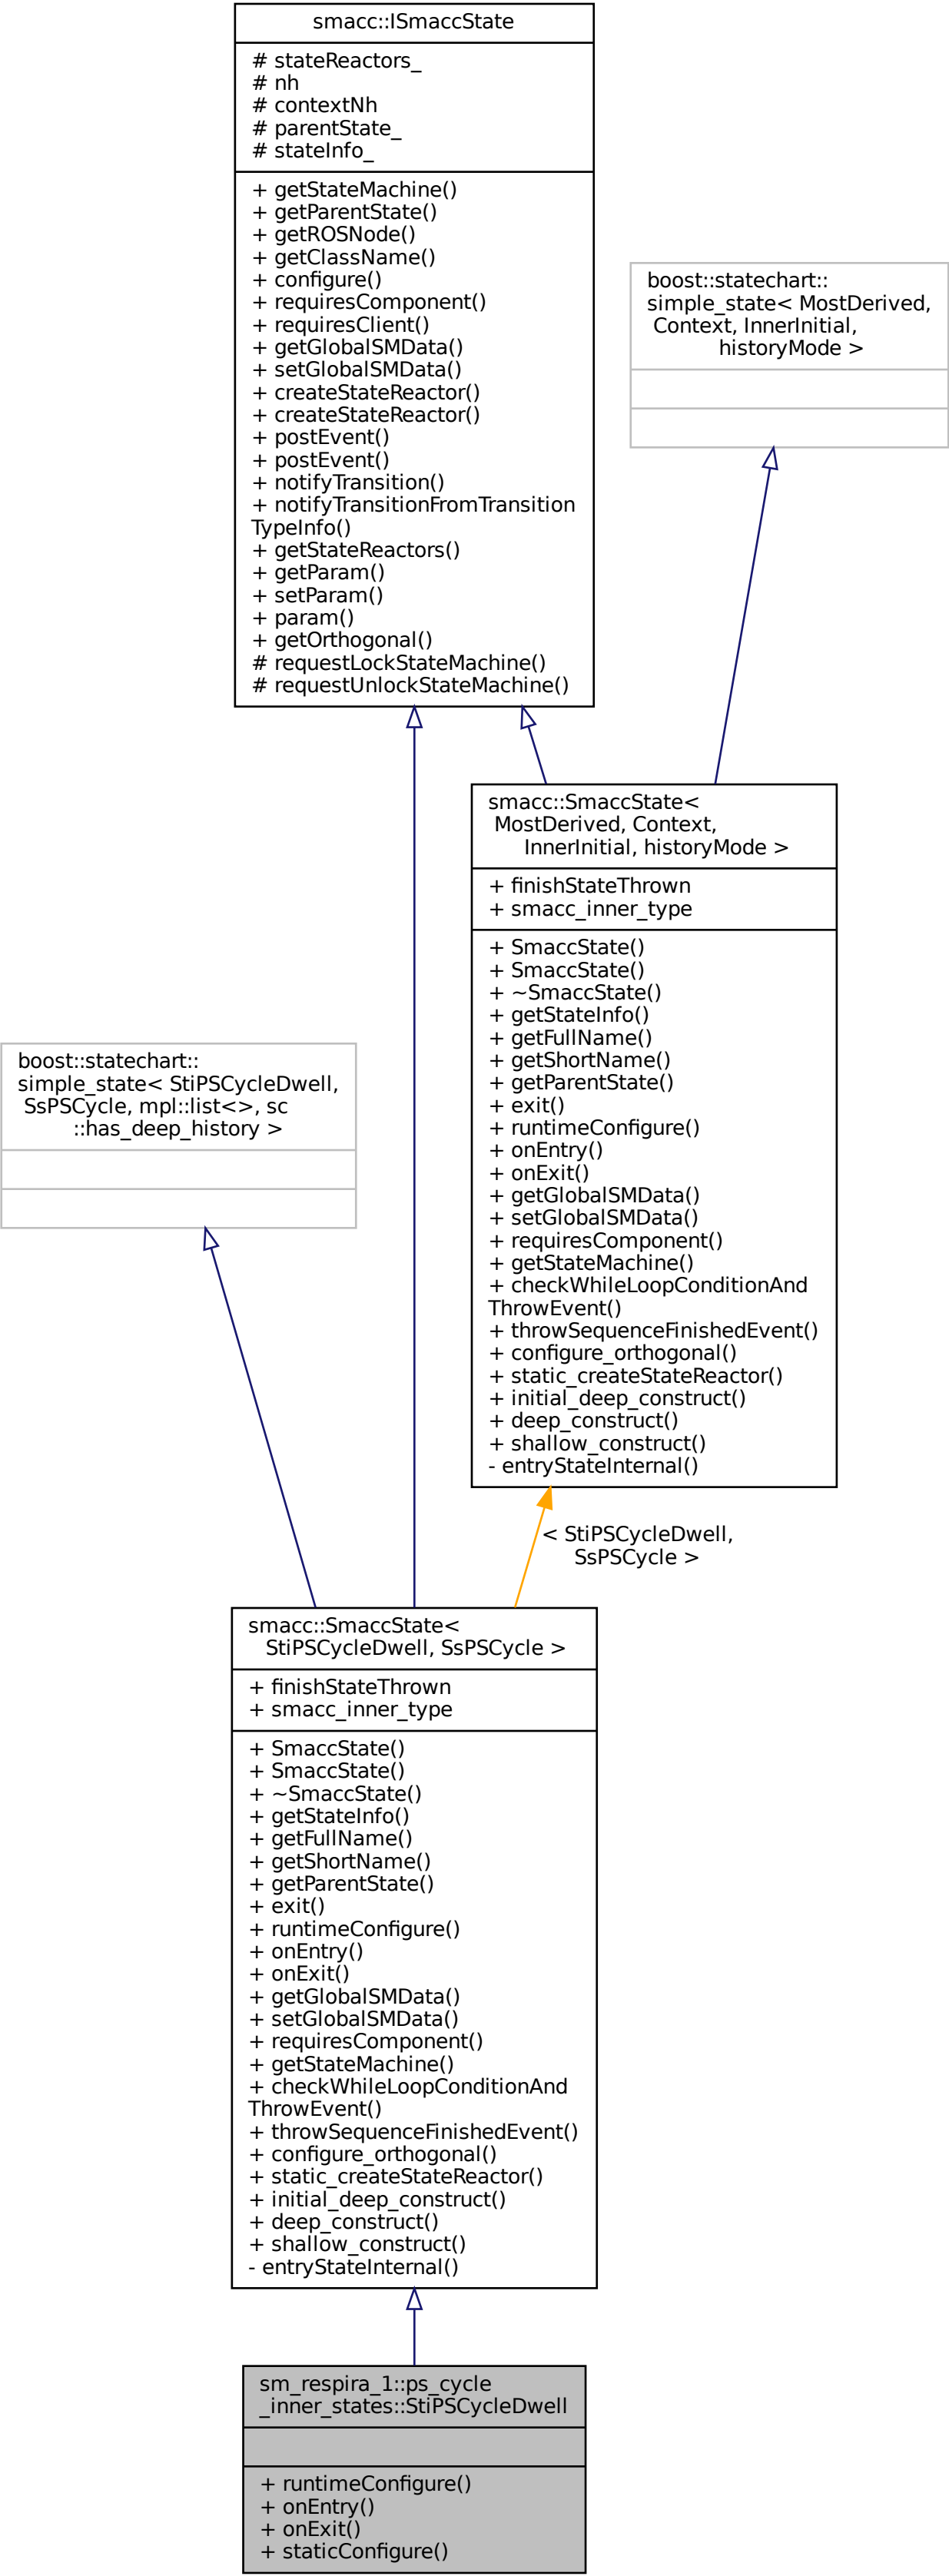 smacc::ISmaccState
# stateReactors_
# nh
# contextNh
# parentState_
# stateInfo_
+ getStateMachine()
+ getParentState()
+ getROSNode()
+ getClassName()
+ configure()
+ requiresComponent()
+ requiresClient()
+ getGlobalSMData()
+ setGlobalSMData()
+ createStateReactor()
+ createStateReactor()
+ postEvent()
+ postEvent()
+ notifyTransition()
+ notifyTransitionFromTransition
TypeInfo()
+ getStateReactors()
+ getParam()
+ setParam()
+ param()
+ getOrthogonal()
# requestLockStateMachine()
# requestUnlockStateMachine()
boost::statechart::
simple_state< MostDerived,
Context, InnerInitial,
historyMode >
smacc::SmaccState<
MostDerived, Context,
InnerInitial, historyMode >
+ finishStateThrown
+ smacc_inner_type
+ SmaccState()
+ SmaccState()
+ ~SmaccState()
+ getStateInfo()
+ getFullName()
+ getShortName()
+ getParentState()
+ exit()
+ runtimeConfigure()
+ onEntry()
+ onExit()
+ getGlobalSMData()
+ setGlobalSMData()
+ requiresComponent()
+ getStateMachine()
+ checkWhileLoopConditionAnd
ThrowEvent()
+ throwSequenceFinishedEvent()
+ configure_orthogonal()
+ static_createStateReactor()
+ initial_deep_construct()
+ deep_construct()
+ shallow_construct()
- entryStateInternal()
boost::statechart::
simple_state< StiPSCycleDwell,
SsPSCycle, mpl::list<>, sc
::has_deep_history >
< StiPSCycleDwell,
SsPSCycle >
smacc::SmaccState<
StiPSCycleDwell, SsPSCycle >
+ finishStateThrown
+ smacc_inner_type
+ SmaccState()
+ SmaccState()
+ ~SmaccState()
+ getStateInfo()
+ getFullName()
+ getShortName()
+ getParentState()
+ exit()
+ runtimeConfigure()
+ onEntry()
+ onExit()
+ getGlobalSMData()
+ setGlobalSMData()
+ requiresComponent()
+ getStateMachine()
+ checkWhileLoopConditionAnd
ThrowEvent()
+ throwSequenceFinishedEvent()
+ configure_orthogonal()
+ static_createStateReactor()
+ initial_deep_construct()
+ deep_construct()
+ shallow_construct()
- entryStateInternal()
sm_respira_1::ps_cycle
_inner_states::StiPSCycleDwell
+ runtimeConfigure()
+ onEntry()
+ onExit()
+ staticConfigure()